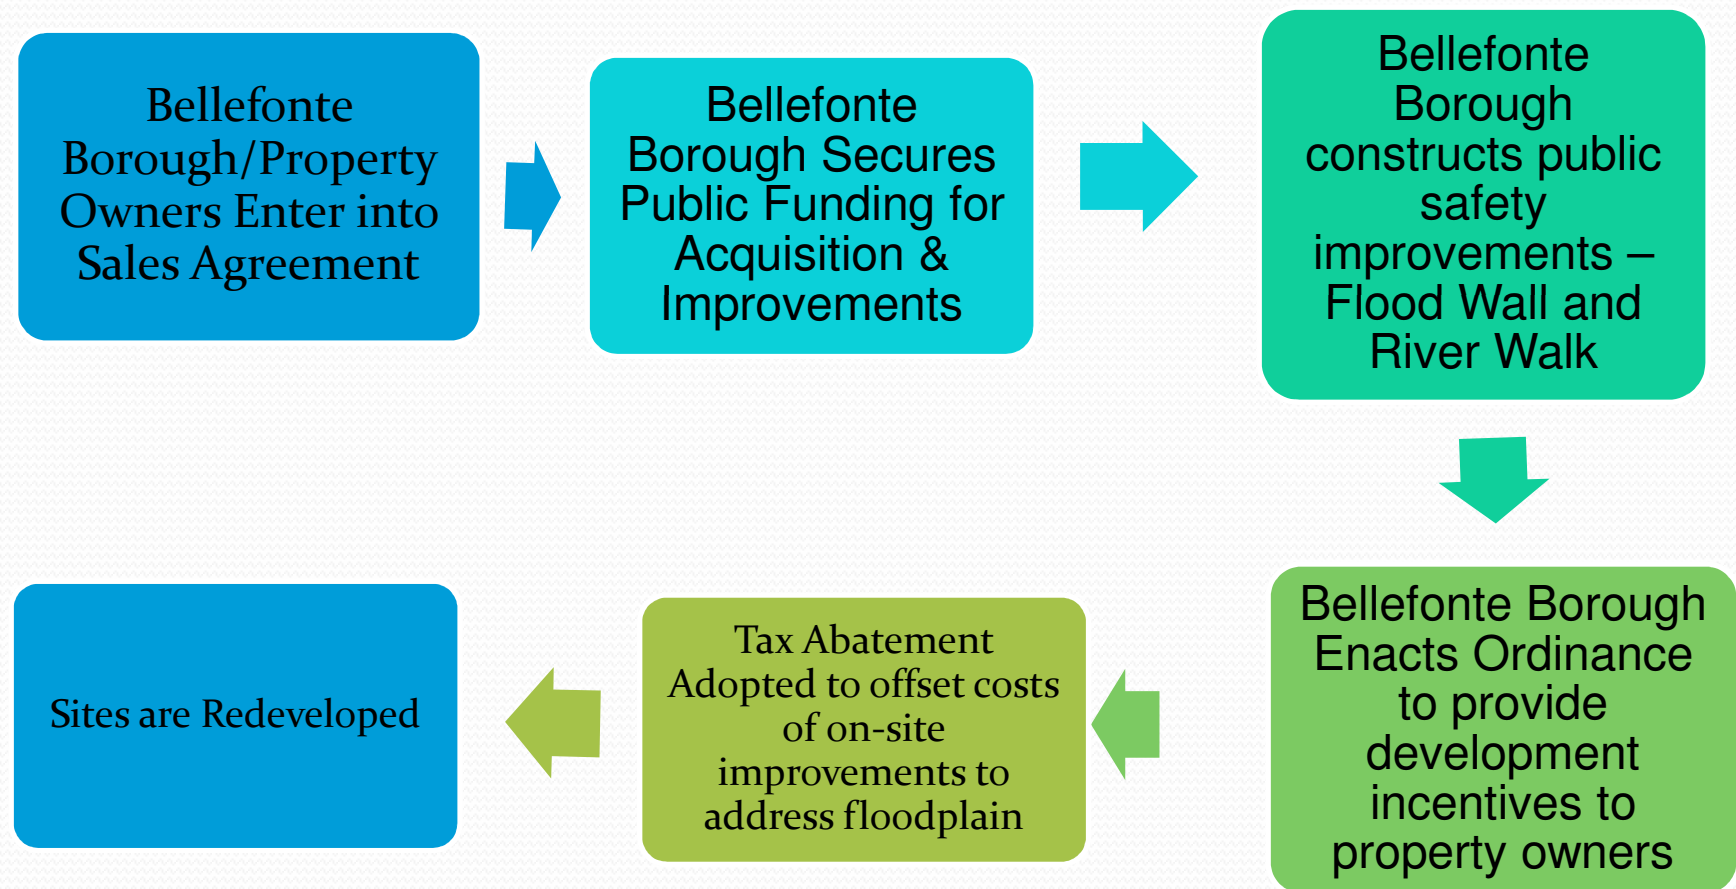 Bellefonte
Borough/Property
Owners Enter into
Sales Agreement
Bellefonte
Borough Secures
Public Funding for
Acquisition &
Improvements
Bellefonte
Borough
constructs public
safety
improvements –
Flood Wall and
River Walk
Bellefonte Borough
Enacts Ordinance
to provide
development
incentives to
property owners
Tax Abatement
Adopted to offset costs
of on-site
improvements to
address floodplain
Sites are Redeveloped